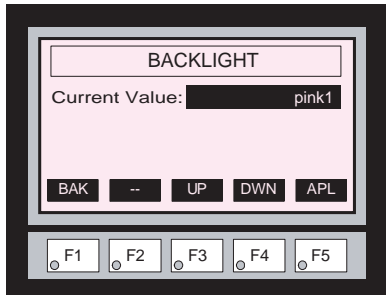 BACKLIGHT
Current Value: pink1
BAK -- UP DWN APL
F1 F2 F3 F4 F5